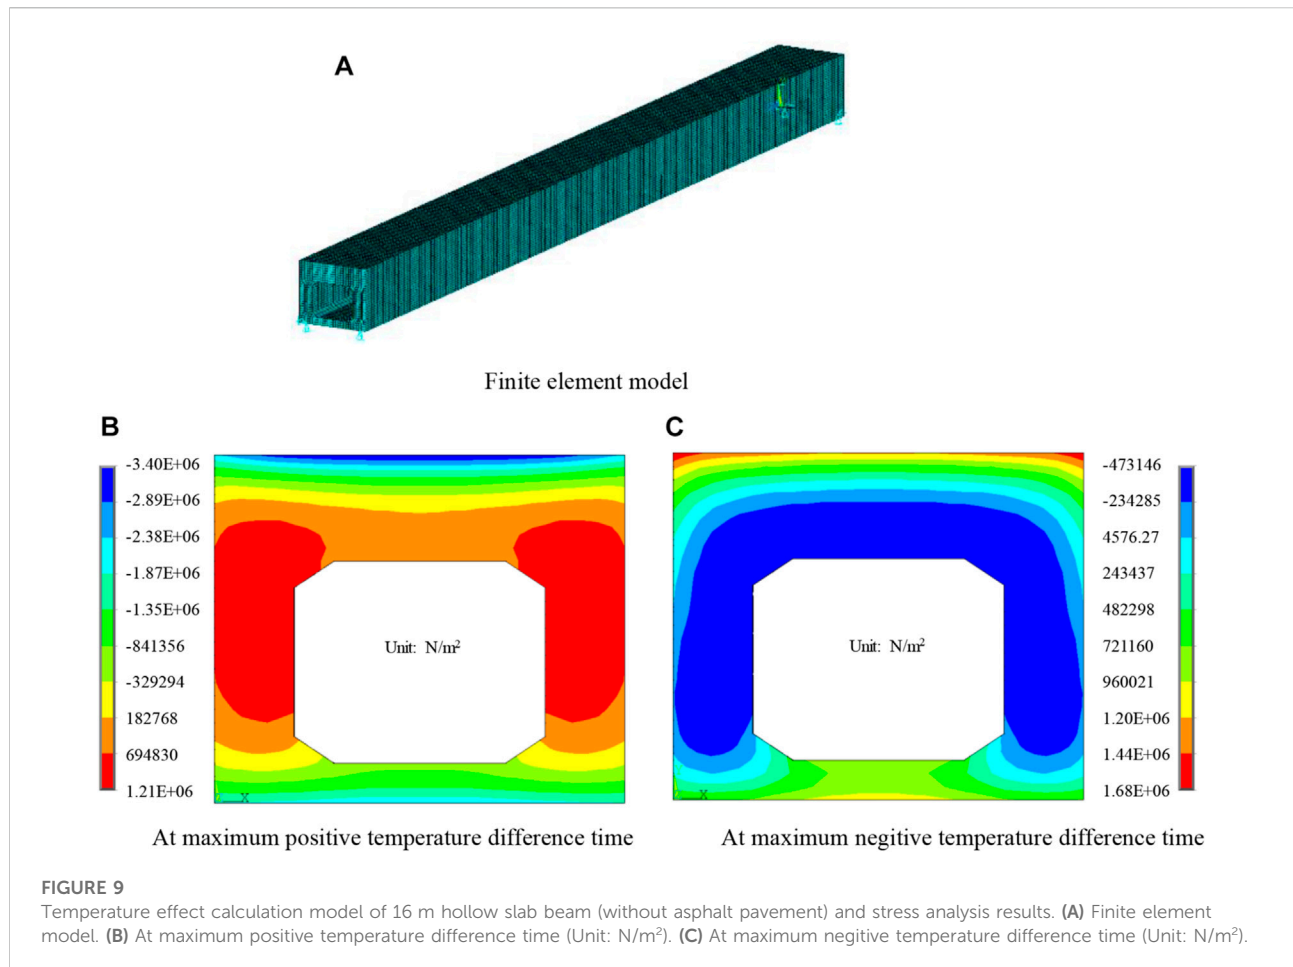 A
Finite element model
B
C
-3.40E+06
-2.89E+06
-2.38E+06
-1.87E+06
-1.35E+06
-841356
-329294
182768
694830
1.21E+06
Unit: N/m²
X
Unit: N/m²
X
-473146
-234285
4576.27
243437
482298
721160
960021
1.20E+06
1.44E+06
1.68E+06
At maximum positive temperature difference time
At maximum negitive temperature difference time
FIGURE 9
Temperature effect calculation model of 16 m hollow slab beam (without asphalt pavement) and stress analysis results. (A) Finite element
model. (B) At maximum positive temperature difference time (Unit: N/m²). (C) At maximum negitive temperature difference time (Unit: N/m²).